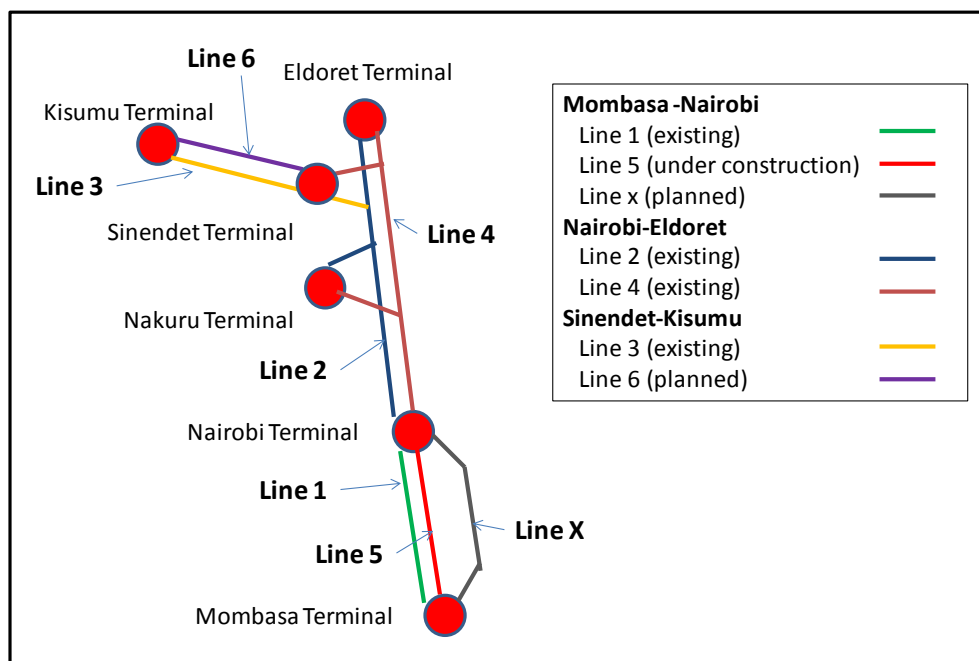 Line 6
Eldoret Terminal
Kisumu Terminal
Line 3
Sinendet Terminal
Line 4
Nakuru Terminal
Line 2
Nairobi Terminal
Line 1
Line X
Line 5
Mombasa Terminal
Mombasa -Nairobi
Line 1 (existing)
Line 5 (under construction)
Line x (planned)
Nairobi-Eldoret
Line 2 (existing)
Line 4 (existing)
Sinendet-Kisumu
Line 3 (existing)
Line 6 (planned)